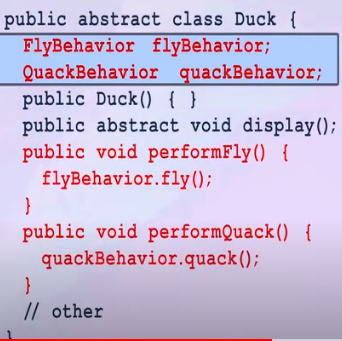 public abstract class Duck {
FlyBehavior flyBehavior;
QuackBehavior quackBehavior;
public Duck() { }
public abstract void display();
public void performFly() {
flyBehavior.fly();
}
public void performQuack() {
quackBehavior.quack();
}
// other
}